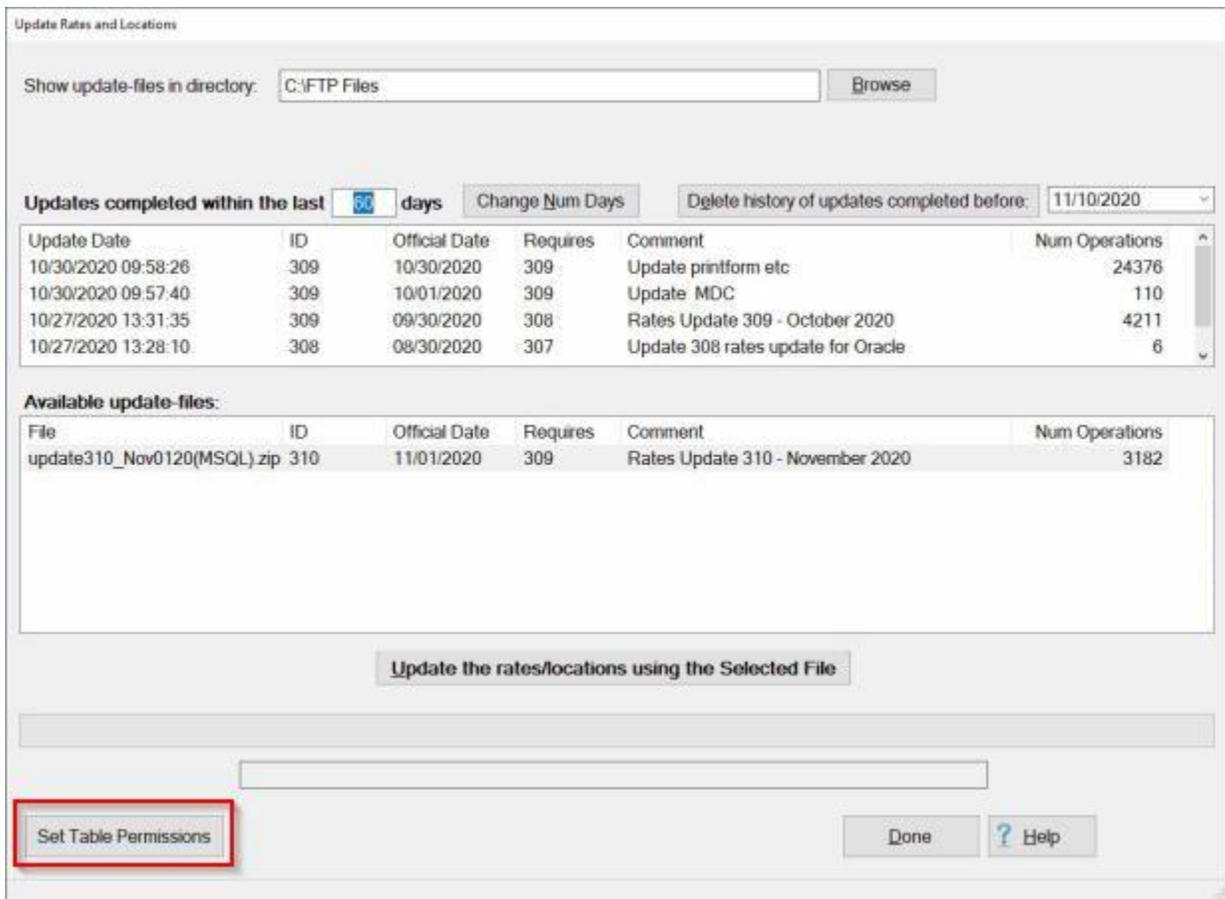 Update Rates and Locations
Show update-files in directory: C:\FTP Files Browse
Updates completed within the last 60 days Change Num Days Delete history of updates completed before: 11/10/2020
Update Date ID Official Date Requires Comment Num Operations
10/30/2020 09:58:26 309 10/30/2020 309 Update printform etc 24376
10/30/2020 09:57:40 309 10/01/2020 309 Update MDC 110
10/27/2020 13:31:35 309 09/30/2020 308 Rates Update 309 - October 2020 4211
10/27/2020 13:28:10 308 08/30/2020 307 Update 308 rates update for Oracle 6
Available update-files:
File ID Official Date Requires Comment Num Operations
update310_Nov0120(MSQL).zip 310 11/01/2020 309 Rates Update 310 - November 2020 3182
Update the rates/locations using the Selected File
Set Table Permissions Done ? Help